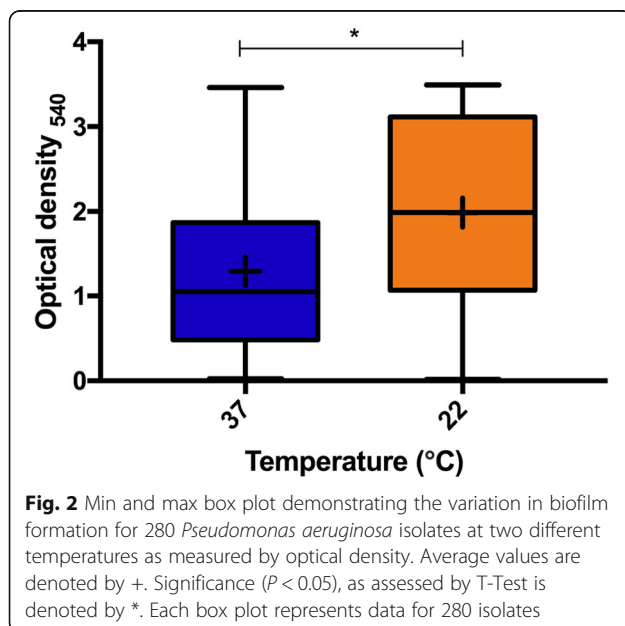 *
4
3
2
1
0
Optical density 540
37
22
Temperature (°C)
Fig. 2 Min and max box plot demonstrating the variation in biofilm
formation for 280 Pseudomonas aeruginosa isolates at two different
temperatures as measured by optical density. Average values are
denoted by +. Significance (P < 0.05), as assessed by T-Test is
denoted by *. Each box plot represents data for 280 isolates